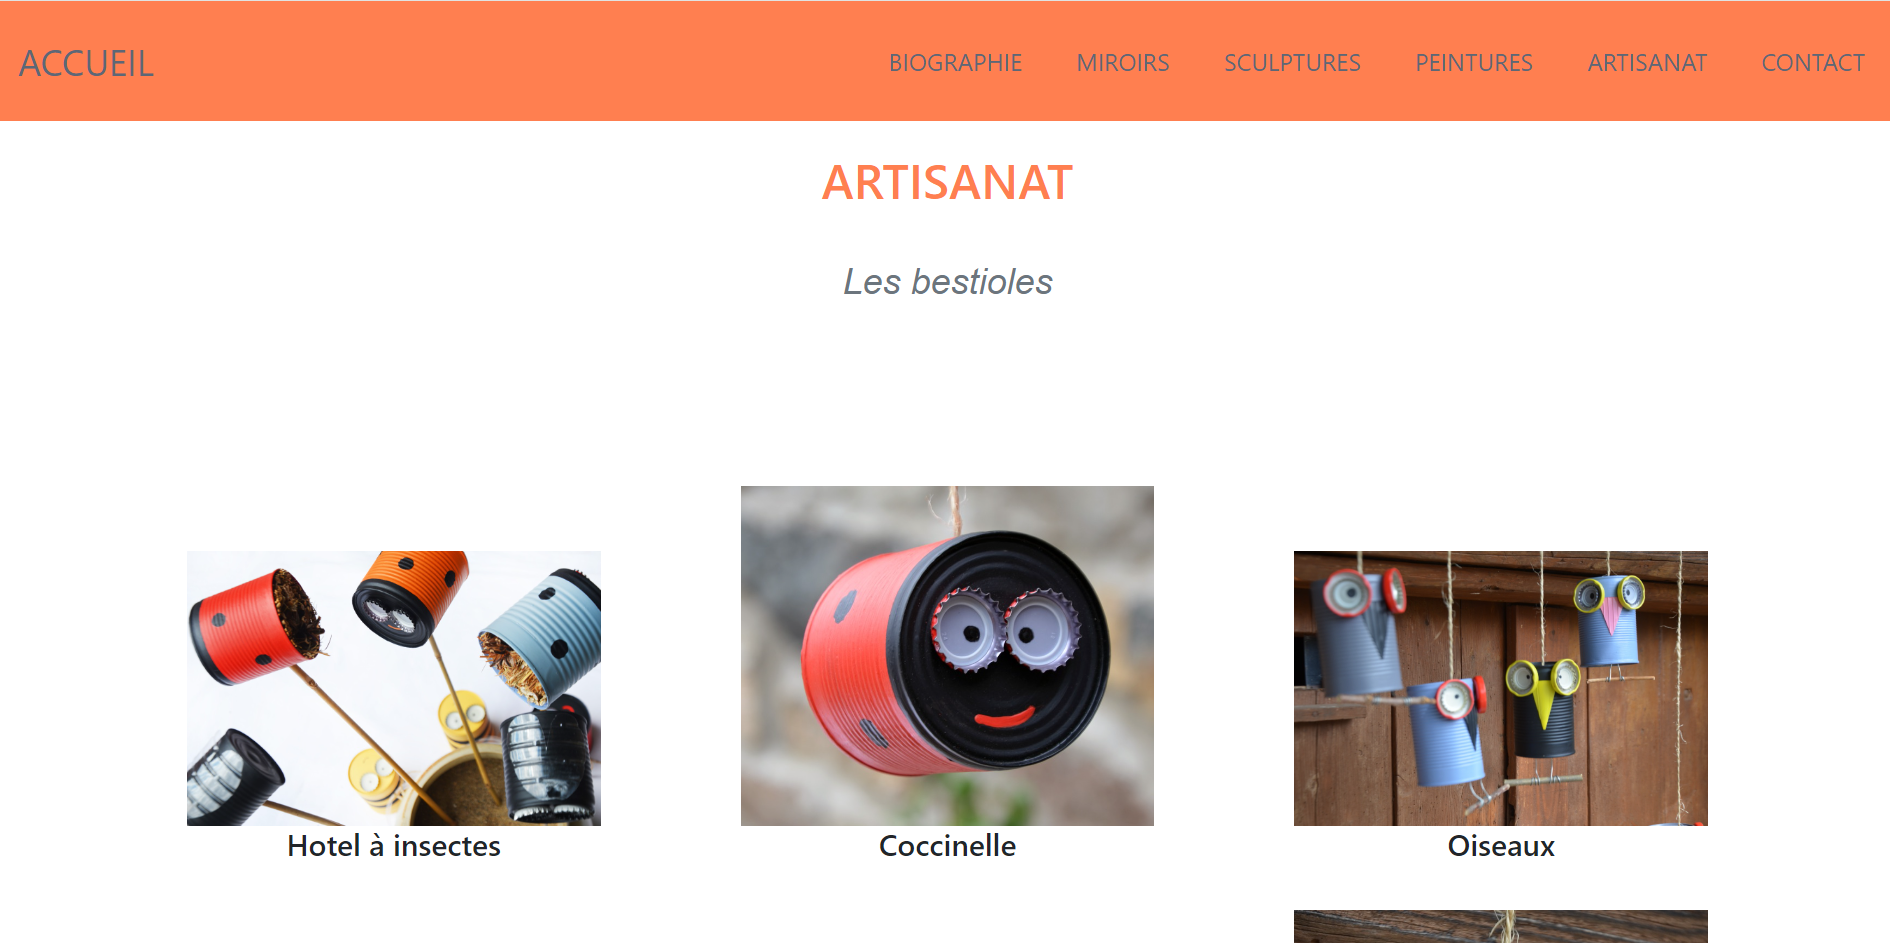 ACCUEIL BIOGRAPHIE MIROIRS SCULPTURES PEINTURES ARTISANAT CONTACT
ARTISANAT
Les bestioles
Hotel à insectes Coccinelle Oiseaux